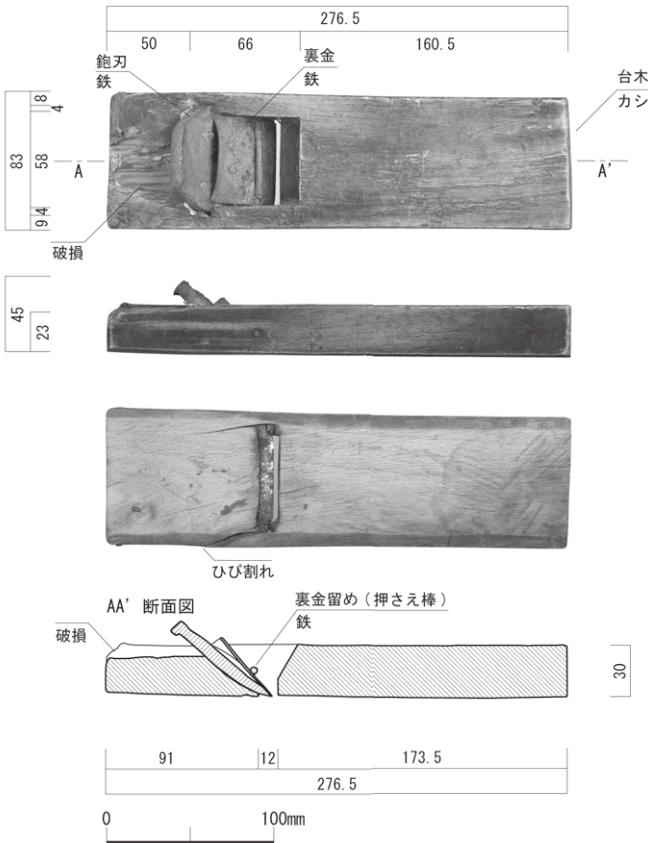 276.5
50 66 160.5
鉋刃
鉄
裏金
鉄
台木
カシ
8
4
83
58
4
9
A A'
破損
45
23
ひび割れ
AA' 断面図
裏金留め(押さえ棒)
鉄
破損
30
91 12 173.5
276.5
0 100mm